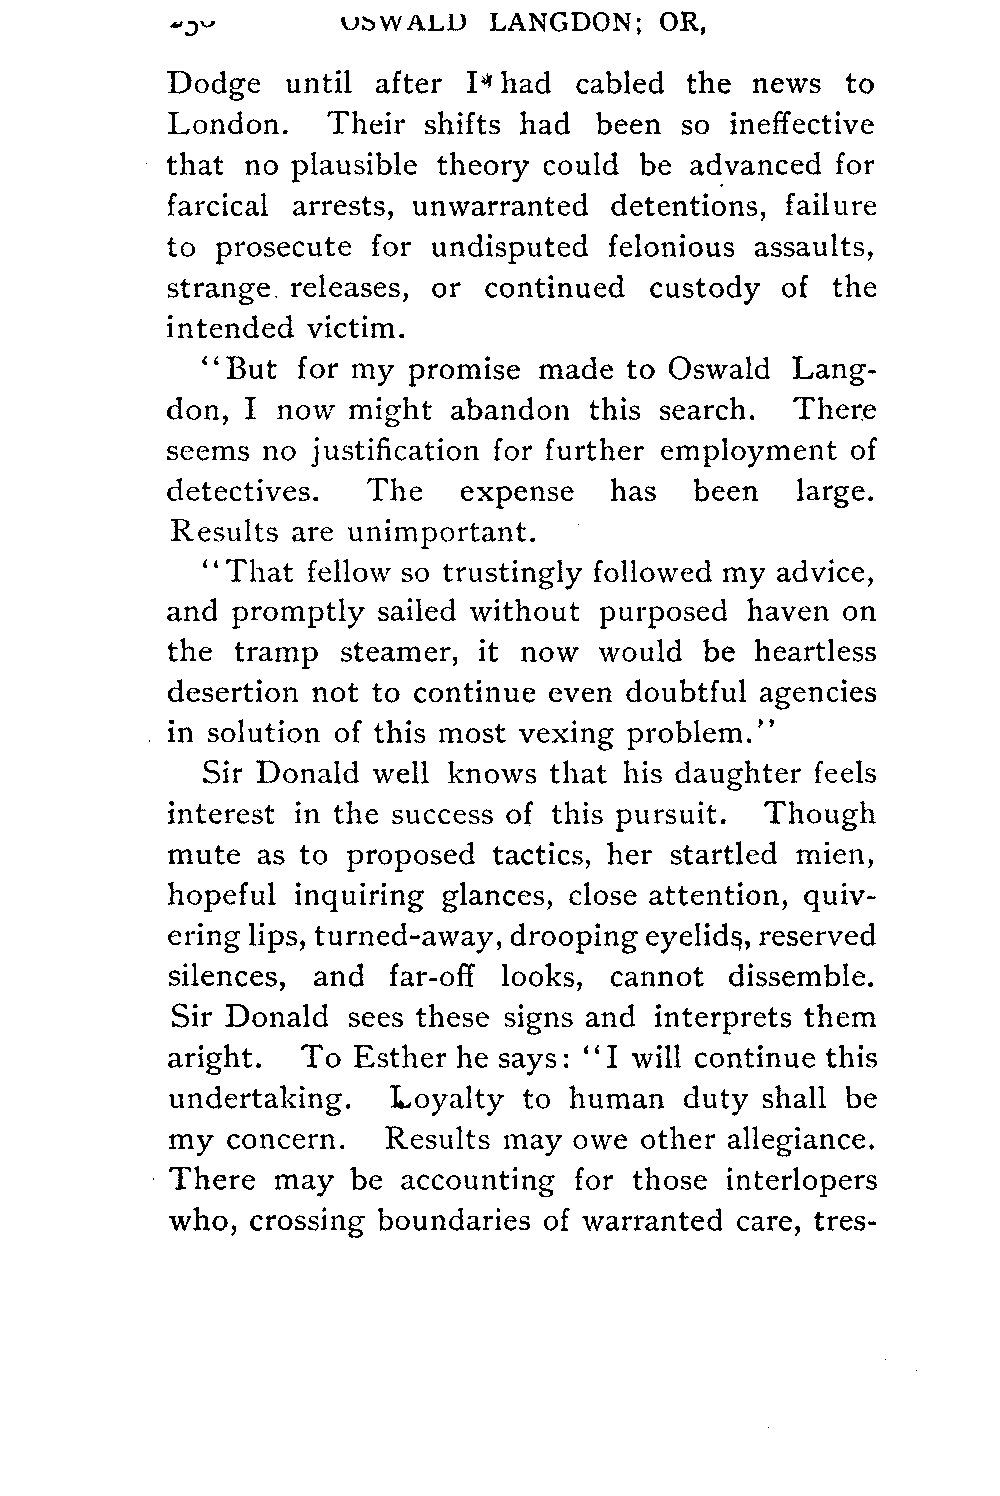 OSWALD LANGDON; OR,
Dodge until after I had cabled the news to
London. Their shifts had been so ineffective
that no plausible theory could be advanced for
farcical arrests, unwarranted detentions, failure
to prosecute for undisputed felonious assaults,
strange releases, or continued custody of the
intended victim.
"But for my promise made to Oswald Lang-
don, I now might abandon this search. There
seems no justification for further employment of
detectives. The expense has been large.
Results are unimportant.
"That fellow so trustingly followed my advice,
and promptly sailed without purposed haven on
the tramp steamer, it now would be heartless
desertion not to continue even doubtful agencies
in solution of this most vexing problem."
Sir Donald well knows that his daughter feels
interest in the success of this pursuit. Though
mute as to proposed tactics, her startled mien,
hopeful inquiring glances, close attention, quiv-
ering lips, turned-away, drooping eyelids, reserved
silences, and far-off looks, cannot dissemble.
Sir Donald sees these signs and interprets them
aright. To Esther he says: "I will continue this
undertaking. Loyalty to human duty shall be
my concern. Results may owe other allegiance.
There may be accounting for those interlopers
who, crossing boundaries of warranted care, tres-